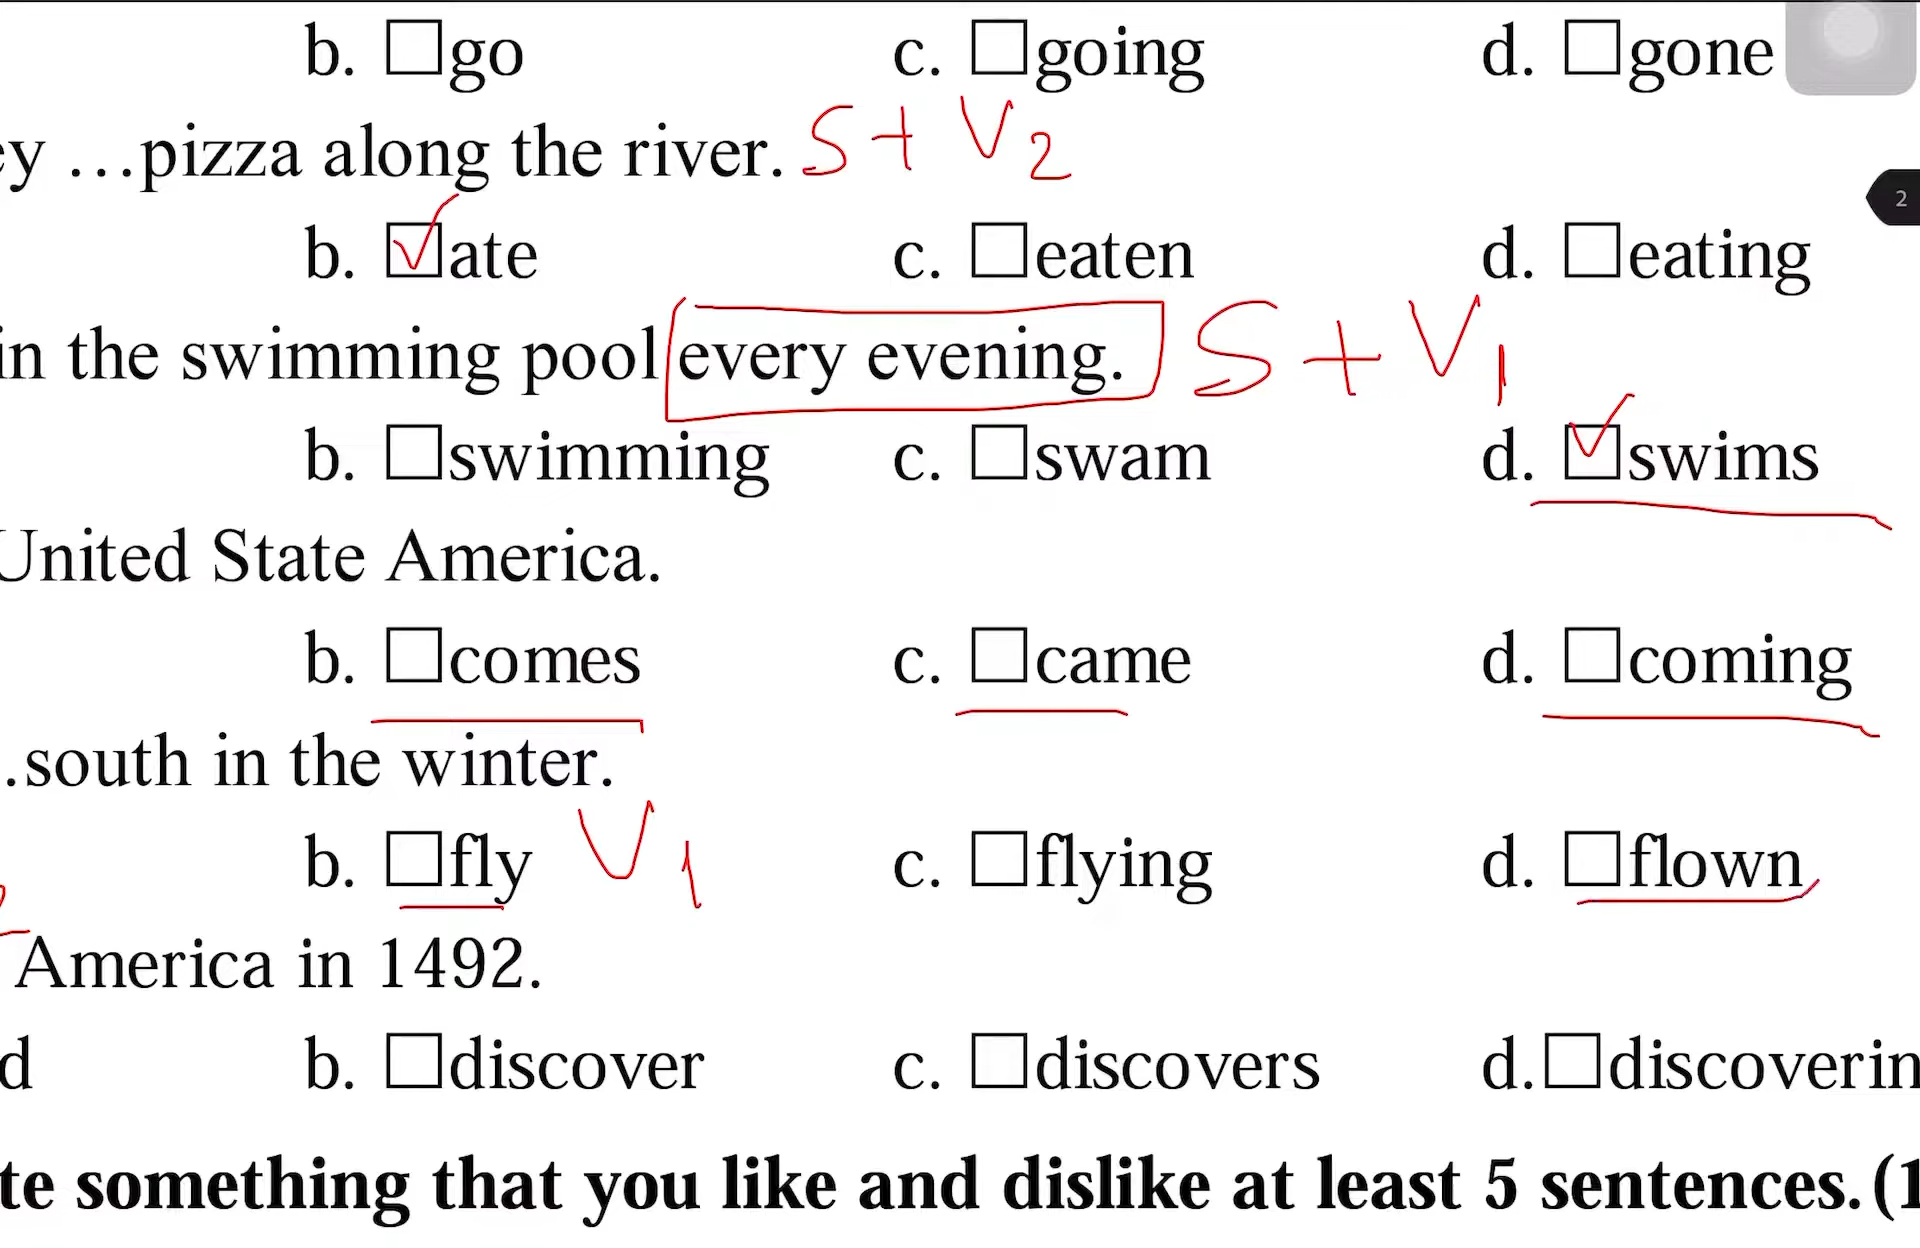 b. □go c. □going d. □gone
ey …pizza along the river. S + V2
2
b. ☑ate c. □eaten d. □eating
in the swimming pool every evening. S + V1
b. □swimming c. □swam d. ☑swims
United State America.
b. □comes c. □came d. □coming
.south in the winter.
b. □fly V1 c. □flying d. □flown
America in 1492.
d b. □discover c. □discovers d.□discoverin
te something that you like and dislike at least 5 sentences.(1